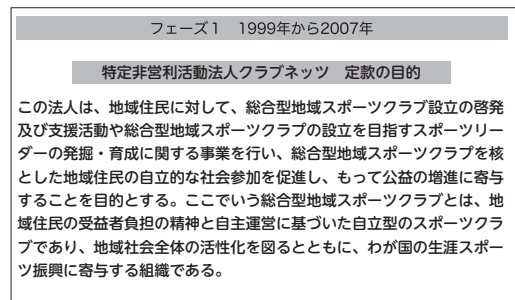 フェーズ1　1999年から2007年
特定非営利活動法人クラブネッツ　定款の目的
この法人は、地域住民に対して、総合型地域スポーツクラブ設立の啓発
及び支援活動や総合型地域スポーツクラブの設立を目指すスポーツリー
ダーの発掘・育成に関する事業を行い、総合型地域スポーツクラブを核
とした地域住民の自立的な社会参加を促進し、もって公益の増進に寄与
することを目的とする。ここでいう総合型地域スポーツクラブとは、地
域住民の受益者負担の精神と自主運営に基づいた自立型のスポーツクラ
ブであり、地域社会全体の活性化を図るとともに、わが国の生涯スポー
ツ振興に寄与する組織である。